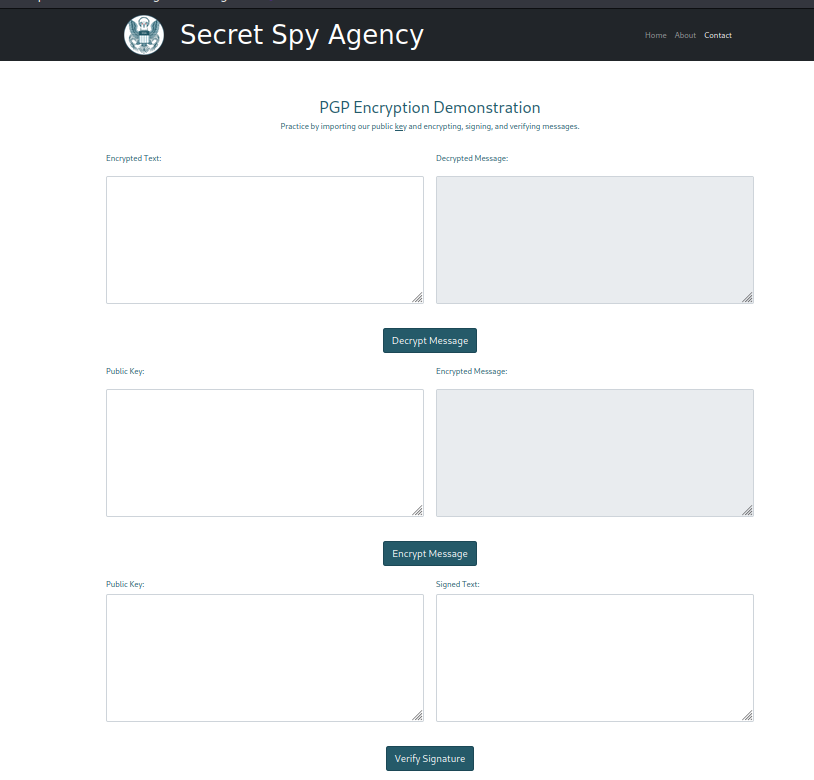 Secret Spy Agency
Home About Contact
PGP Encryption Demonstration
Practice by importing our public key and encrypting, signing, and verifying messages.
Encrypted Text: Decrypted Message:
Decrypt Message
Public Key: Encrypted Message:
Encrypt Message
Public Key: Signed Text:
Verify Signature